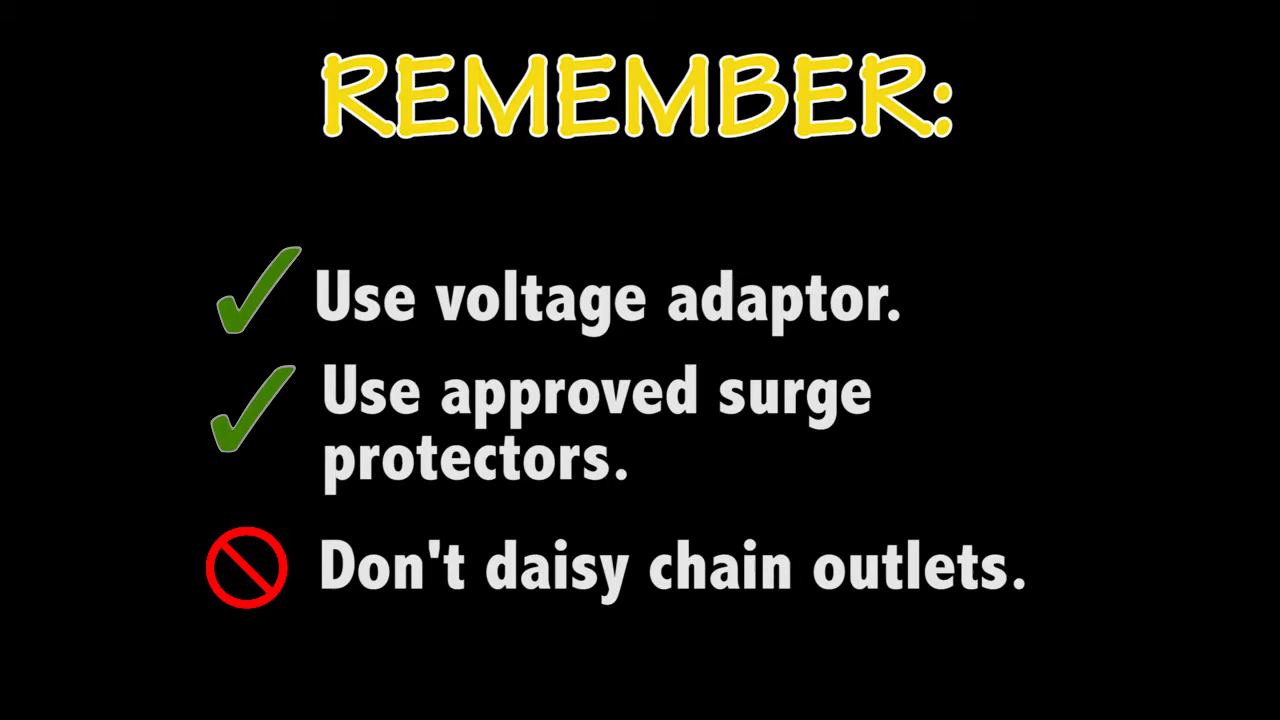 REMEMBER:
Use voltage adaptor.
Use approved surge
protectors.
Don't daisy chain outlets.